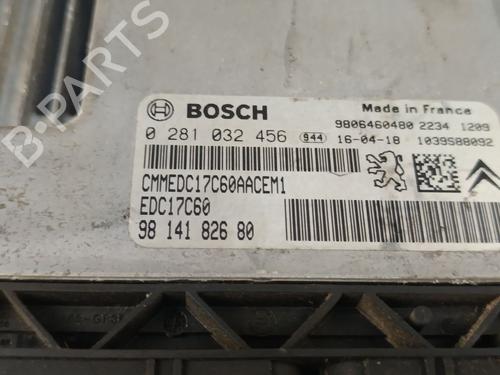 BOSCH
Made in France
9806460480 2234 1209
0 281 032 456 944 16-04-18 1039S88092
CMMEDC17C60AACEM1
EDC17C60
98 141 826 80
B-PARTS